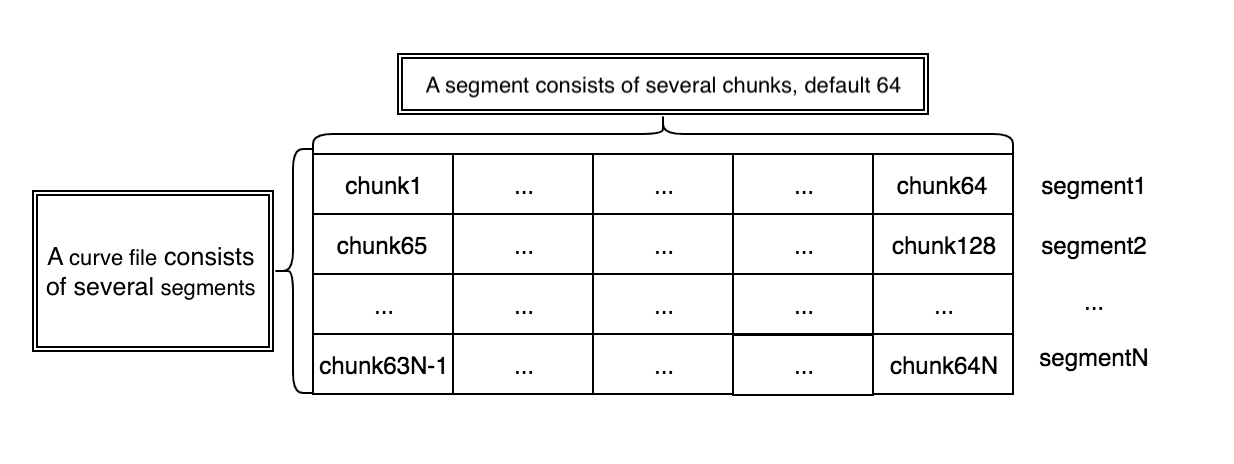 A segment consists of several chunks, default 64
chunk1 ... ... ... chunk64 segment1
chunk65 ... ... ... chunk128 segment2
A curve file consists
of several segments
... ... ... ... ... ...
chunk63N-1 ... ... ... chunk64N segmentN